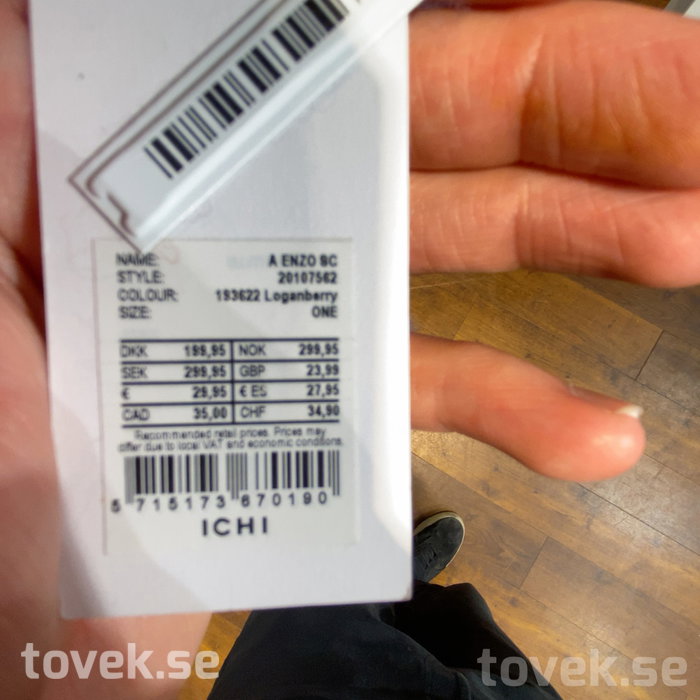 NAME: A ENZO SC
STYLE: 20107562
COLOUR: 193622 Loganberry
SIZE: ONE
DKK 199,95 NOK 299,95
SEK 299,95 GBP 23,99
€ 29,95 € ES 27,95
CAD 35,00 CHF 34,90
Recommended retail prices. Prices may
differ due to local VAT and economic conditions.
5 715173 670190
ICHI
tovek.se tovek.se